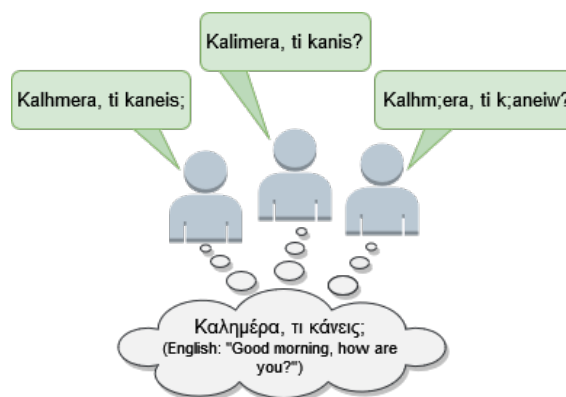 Kalimera, ti kanis?
Kalhmera, ti kaneis;
Kalhm;era, ti k;aneiw?
Καλημέρα, τι κάνεις;
(English: "Good morning, how are
you?")